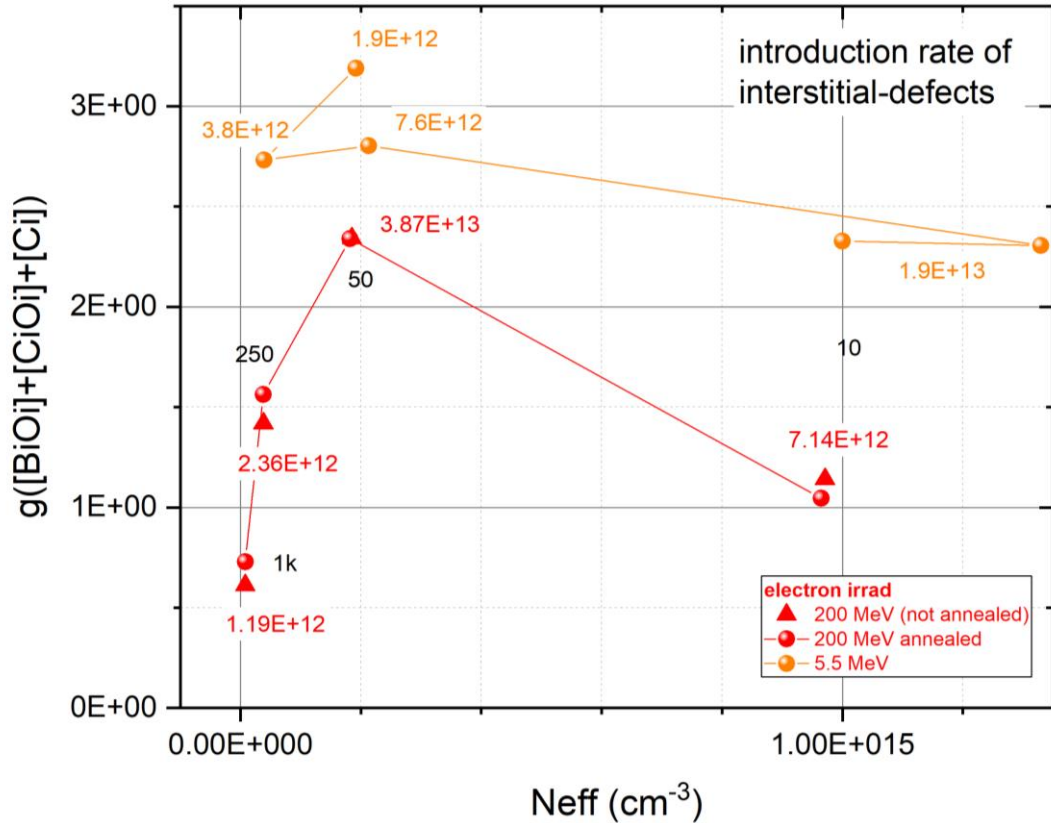 introduction rate of
interstitial-defects
1.9E+12
3.8E+12
7.6E+12
1.9E+13
3.87E+13
50
250
2.36E+12
10
7.14E+12
1k
1.19E+12
electron irrad
200 MeV (not annealed)
200 MeV annealed
5.5 MeV
3E+00
2E+00
1E+00
0E+00
0.00E+000
1.00E+015
g([BiOi]+[CiOi]+[Ci])
Neff (cm⁻³)